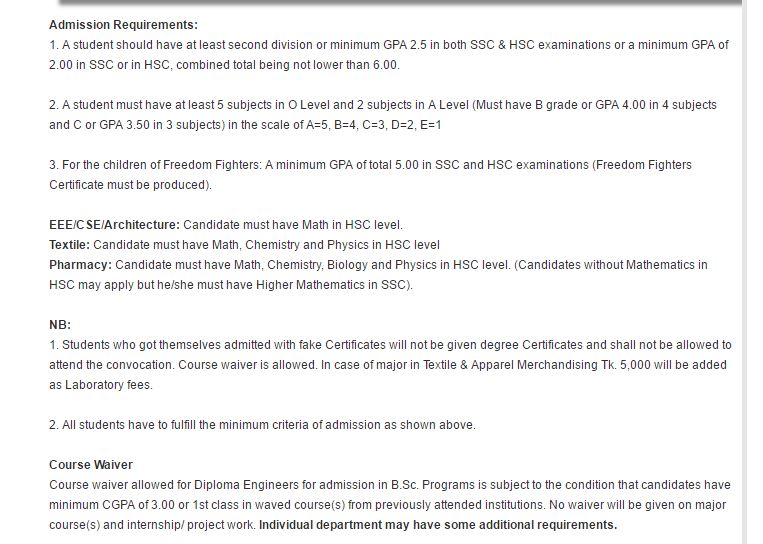 Admission Requirements:
1. A student should have at least second division or minimum GPA 2.5 in both SSC & HSC examinations or a minimum GPA of
2.00 in SSC or in HSC, combined total being not lower than 6.00.
2. A student must have at least 5 subjects in O Level and 2 subjects in A Level (Must have B grade or GPA 4.00 in 4 subjects
and C or GPA 3.50 in 3 subjects) in the scale of A=5, B=4, C=3, D=2, E=1
3. For the children of Freedom Fighters: A minimum GPA of total 5.00 in SSC and HSC examinations (Freedom Fighters
Certificate must be produced).
EEE/CSE/Architecture: Candidate must have Math in HSC level.
Textile: Candidate must have Math, Chemistry and Physics in HSC level
Pharmacy: Candidate must have Math, Chemistry, Biology and Physics in HSC level. (Candidates without Mathematics in
HSC may apply but he/she must have Higher Mathematics in SSC).
NB:
1. Students who got themselves admitted with fake Certificates will not be given degree Certificates and shall not be allowed to
attend the convocation. Course waiver is allowed. In case of major in Textile & Apparel Merchandising Tk. 5,000 will be added
as Laboratory fees.
2. All students have to fulfill the minimum criteria of admission as shown above.
Course Waiver
Course waiver allowed for Diploma Engineers for admission in B.Sc. Programs is subject to the condition that candidates have
minimum CGPA of 3.00 or 1st class in waved course(s) from previously attended institutions. No waiver will be given on major
course(s) and internship/ project work. Individual department may have some additional requirements.